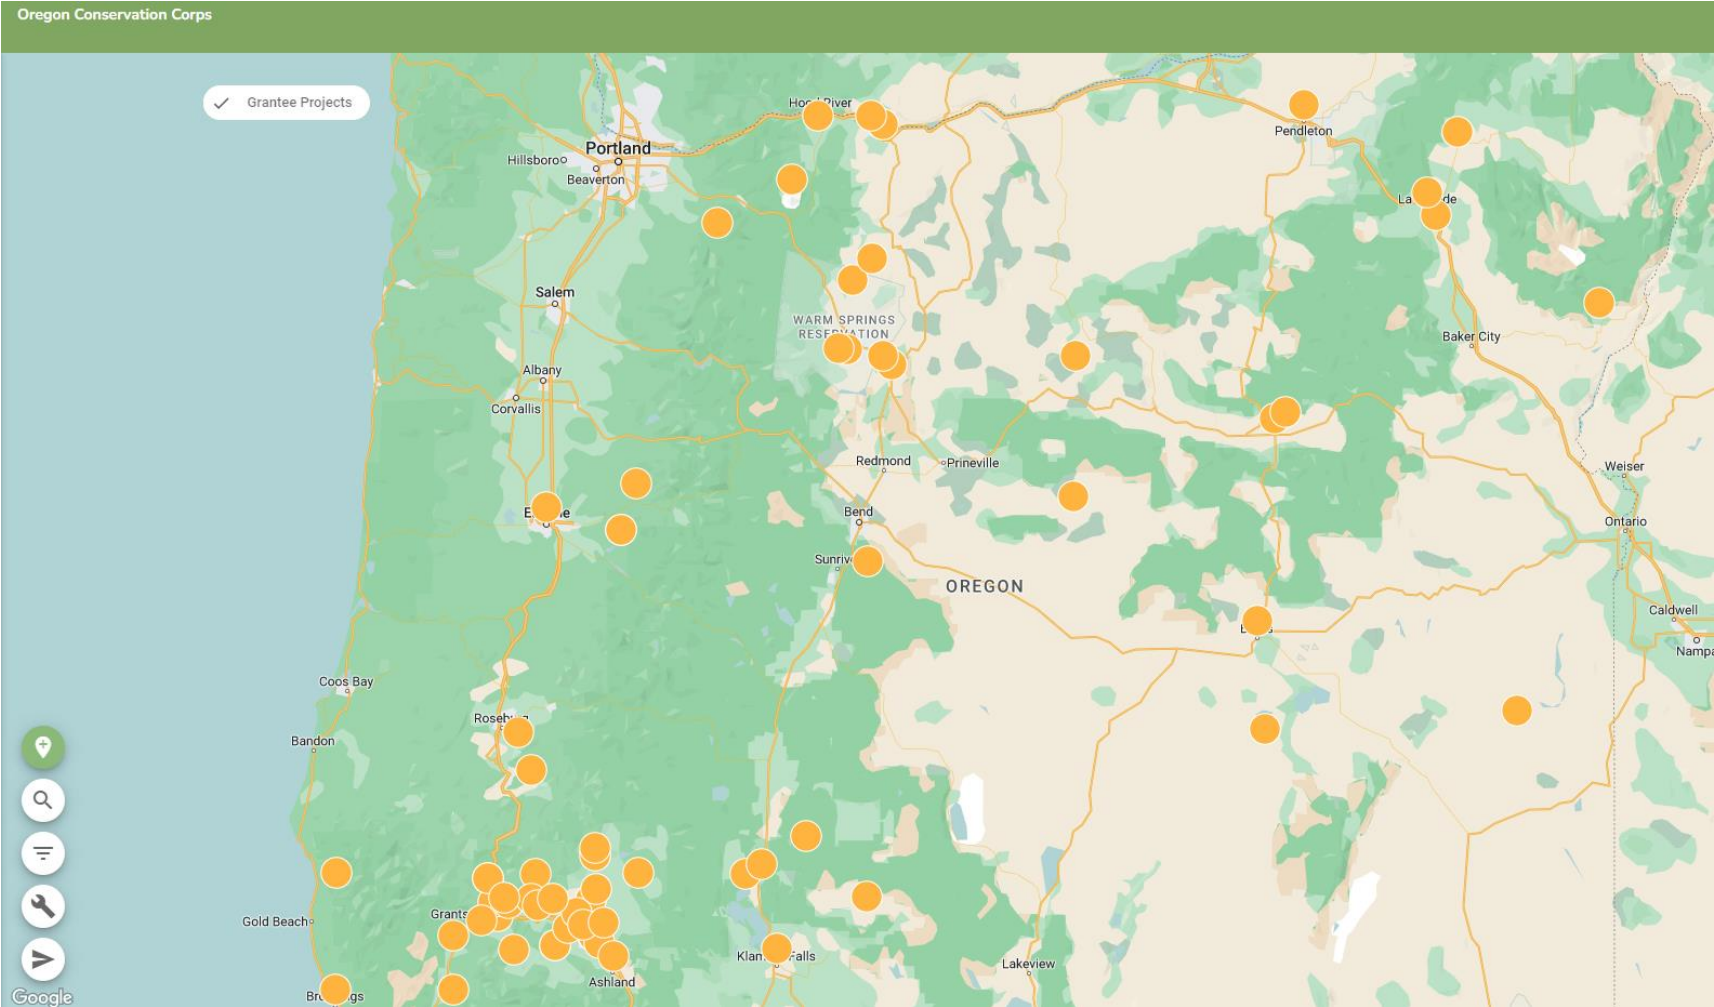 Oregon Conservation Corps
Grantee Projects
Portland
Hillsboro
Beaverton
Pendleton
Salem
WARM SPRINGS
Baker City
Albany
Corvallis
Redmond
Prineville
Weiser
Bend
Ontario
OREGON
Caldwell
Coos Bay
Bandon
Gold Beach
Grants
Lakeview
Ashland
Google